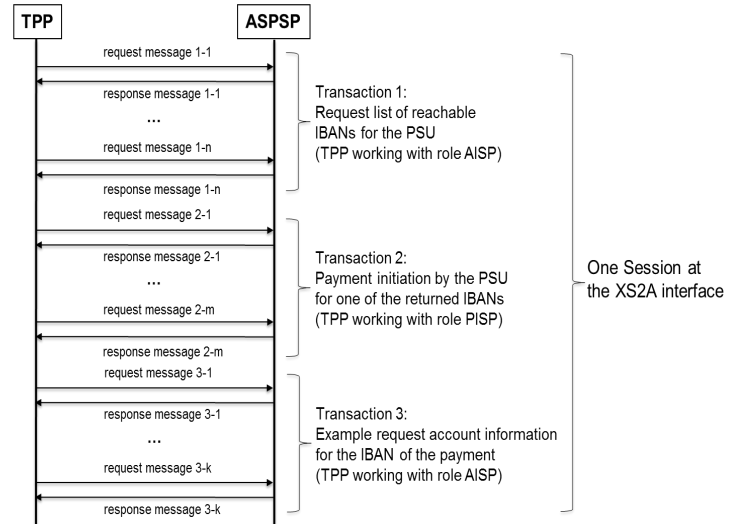 TPP
ASPSP
request message 1-1
response message 1-1
...
request message 1-n
response message 1-n
Transaction 1:
Request list of reachable
IBANs for the PSU
(TPP working with role AISP)
request message 2-1
response message 2-1
...
request message 2-m
response message 2-m
Transaction 2:
Payment initiation by the PSU
for one of the returned IBANs
(TPP working with role PISP)
request message 3-1
response message 3-1
...
request message 3-k
response message 3-k
Transaction 3:
Example request account information
for the IBAN of the payment
(TPP working with role AISP)
One Session at
the XS2A interface